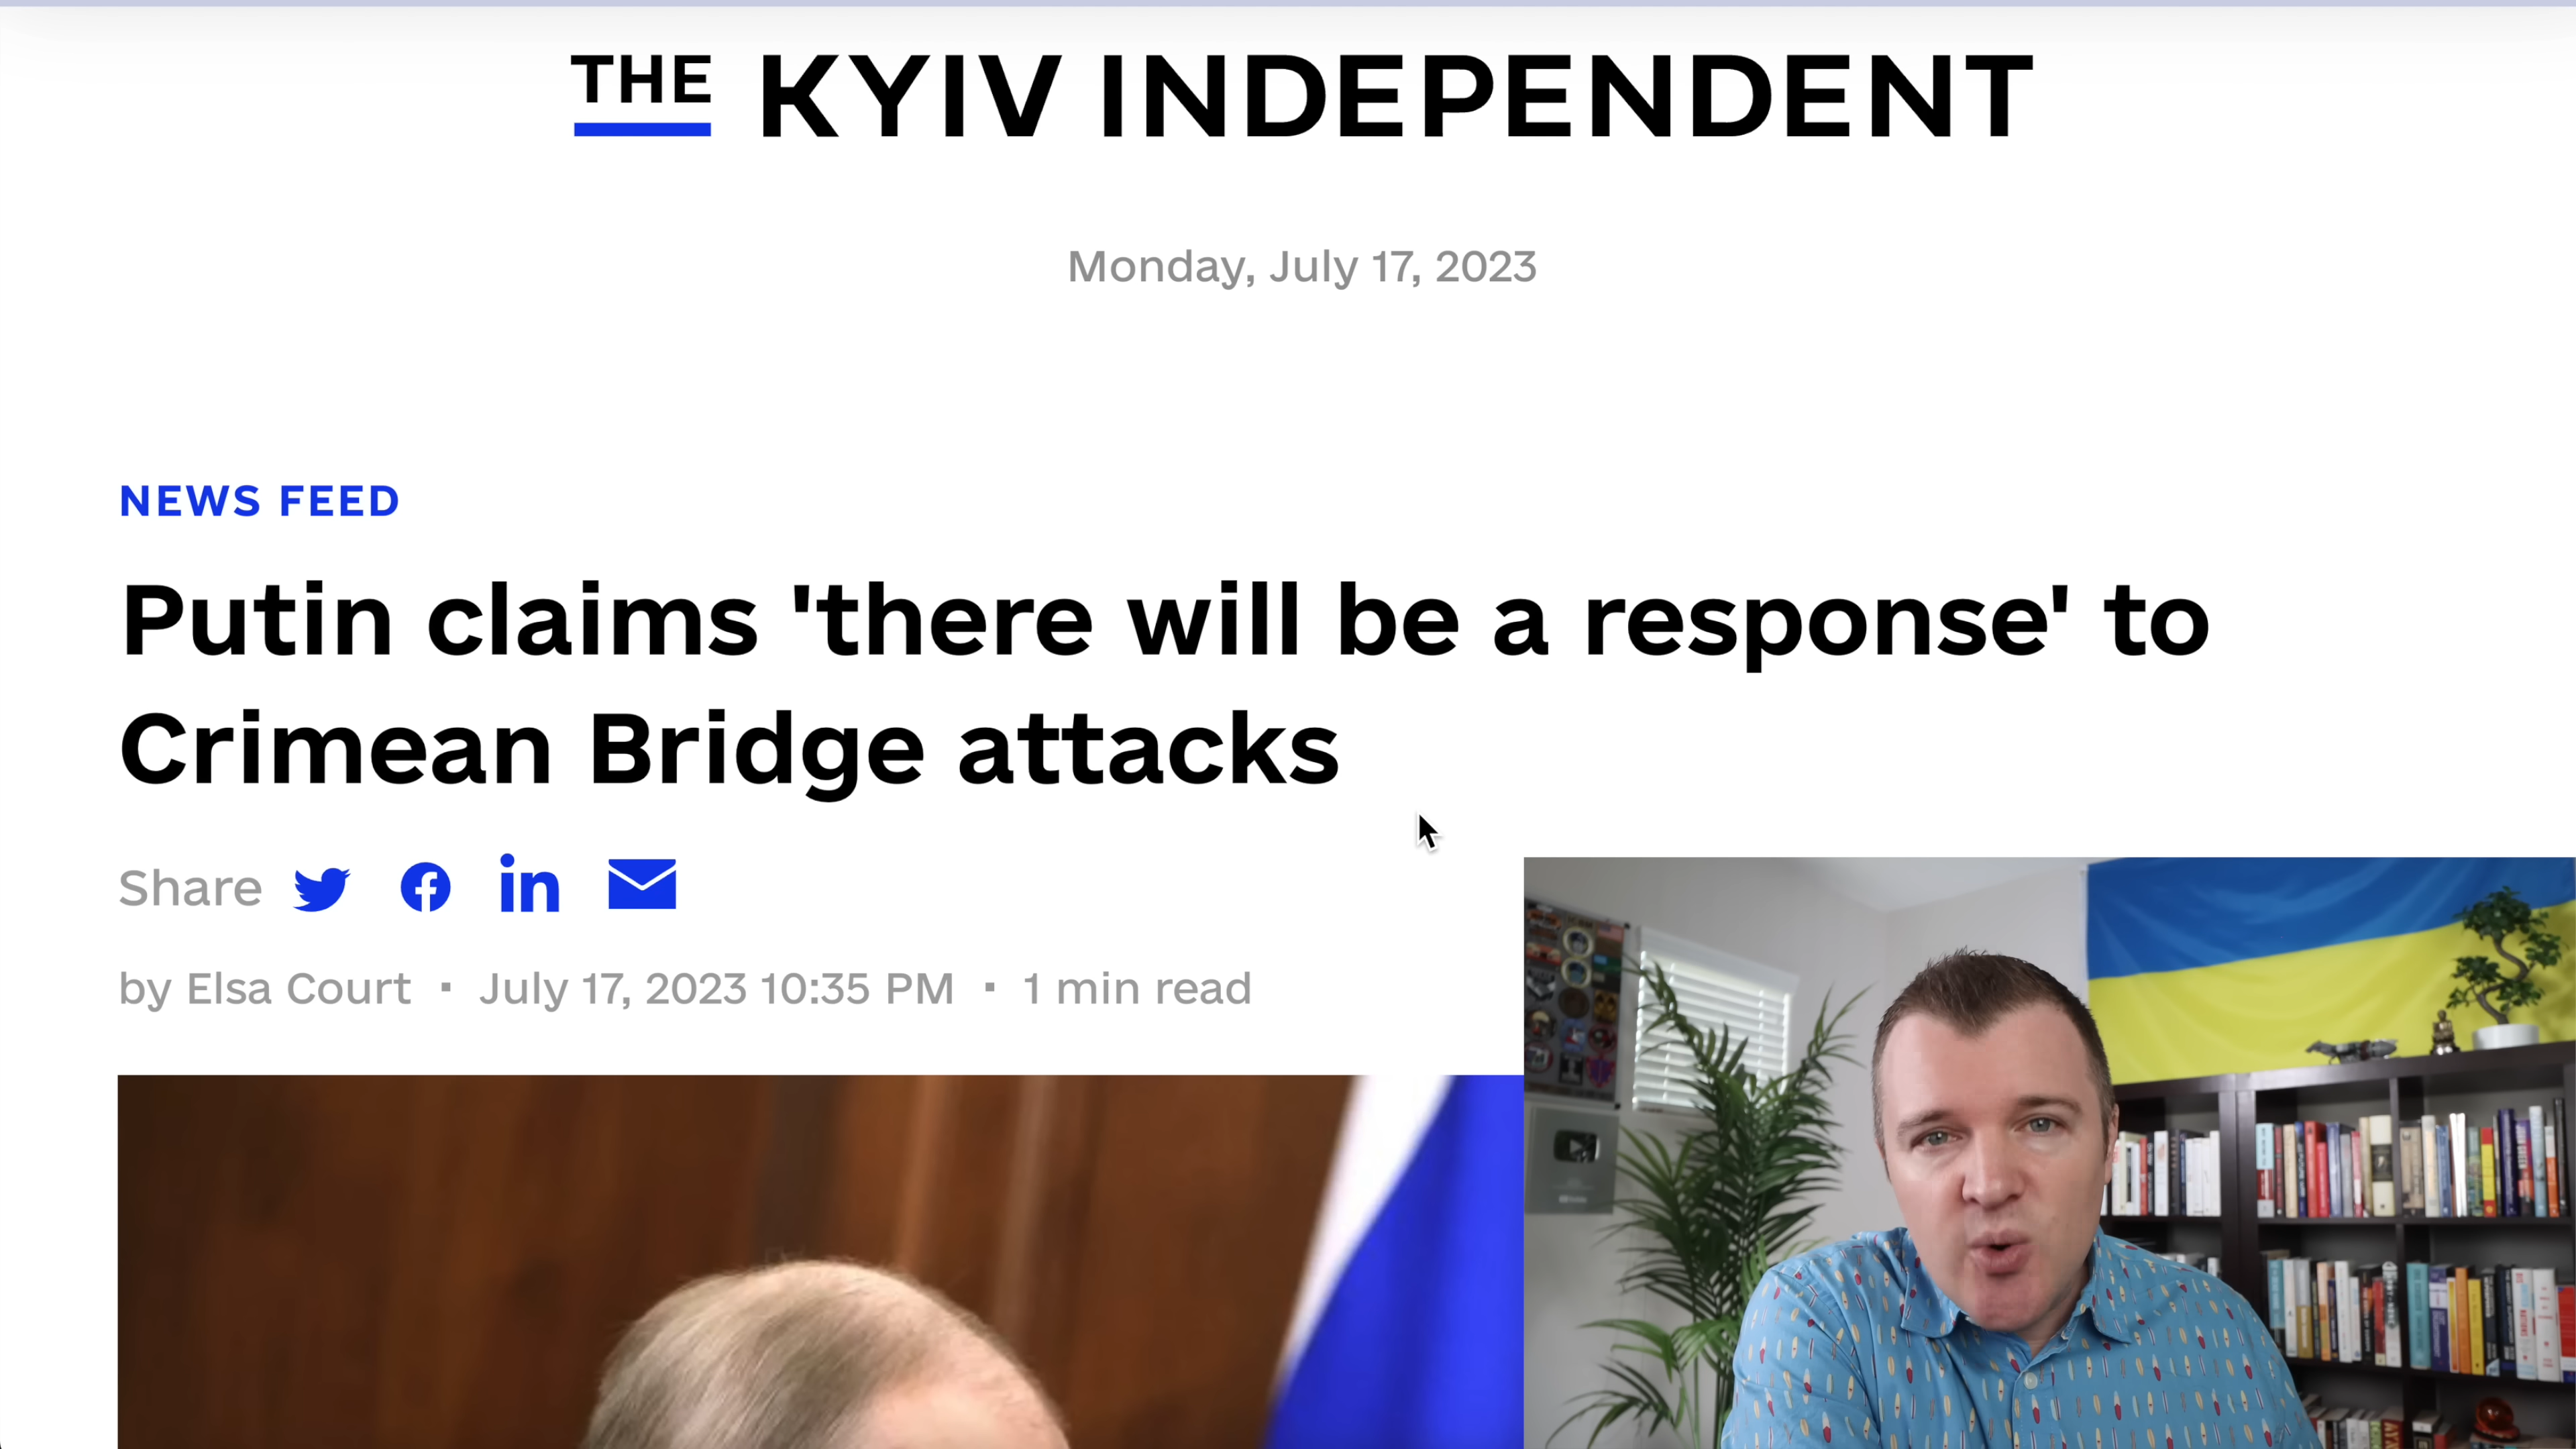 THE KYIV INDEPENDENT
Monday, July 17, 2023
NEWS FEED
Putin claims 'there will be a response' to
Crimean Bridge attacks
Share
by Elsa Court ▪ July 17, 2023 10:35 PM ▪ 1 min read